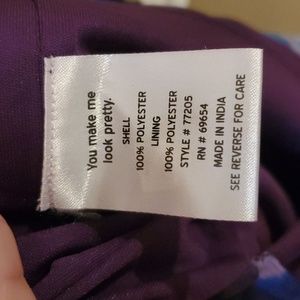 You make me
look pretty.
SHELL
100% POLYESTER
LINING
100% POLYESTER
STYLE # 77205
RN # 69654
MADE IN INDIA
SEE REVERSE FOR CARE